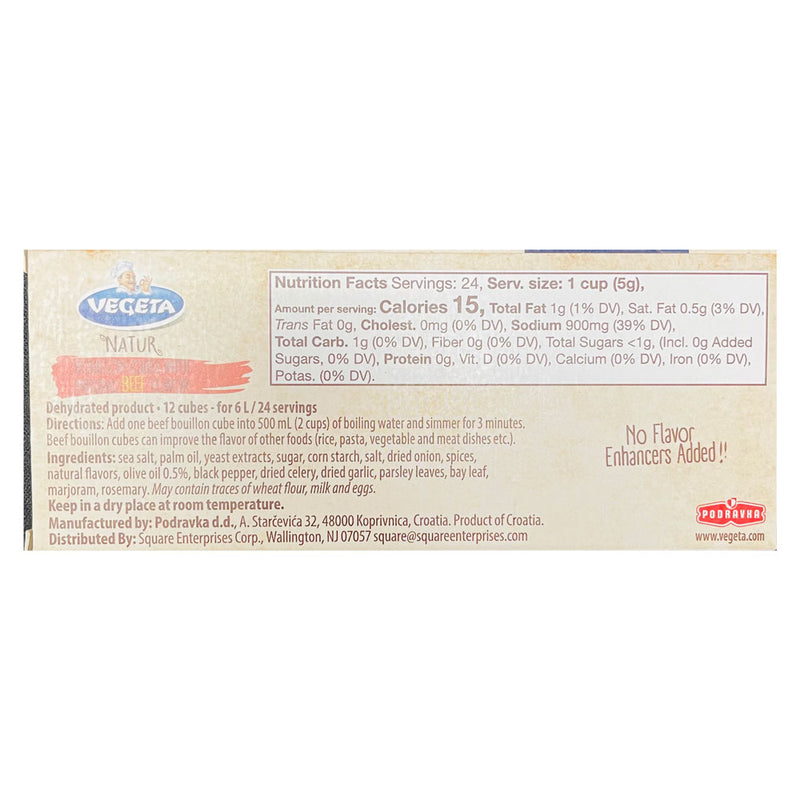 VEGETA
NATUR
BEEF
Nutrition Facts Servings: 24, Serv. size: 1 cup (5g),
Amount per serving: Calories 15, Total Fat 1g (1% DV), Sat. Fat 0.5g (3% DV),
Trans Fat 0g, Cholest. 0mg (0% DV), Sodium 900mg (39% DV),
Total Carb. 1g (0% DV), Fiber 0g (0% DV), Total Sugars <1g, (Incl. 0g Added
Sugars, 0% DV), Protein 0g, Vit. D (0% DV), Calcium (0% DV), Iron (0% DV),
Potas. (0% DV).
Dehydrated product • 12 cubes - for 6 L / 24 servings
Directions: Add one beef bouillon cube into 500 mL (2 cups) of boiling water and simmer for 3 minutes.
Beef bouillon cubes can improve the flavor of other foods (rice, pasta, vegetable and meat dishes etc.).
Ingredients: sea salt, palm oil, yeast extracts, sugar, corn starch, salt, dried onion, spices,
natural flavors, olive oil 0.5%, black pepper, dried celery, dried garlic, parsley leaves, bay leaf,
marjoram, rosemary. May contain traces of wheat flour, milk and eggs.
Keep in a dry place at room temperature.
Manufactured by: Podravka d.d., A. Starčevića 32, 48000 Koprivnica, Croatia. Product of Croatia.
Distributed By: Square Enterprises Corp., Wallington, NJ 07057 square@squareenterprises.com
No Flavor
Enhancers Added!!
PODRAVKA
www.vegeta.com